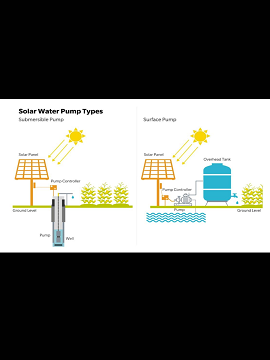 Solar Water Pump Types
Submersible Pump
Solar Panel
Pump Controller
Ground Level
Pump
Well
Surface Pump
Solar Panel
Overhead Tank
Pump Controller
Pump
Ground Level